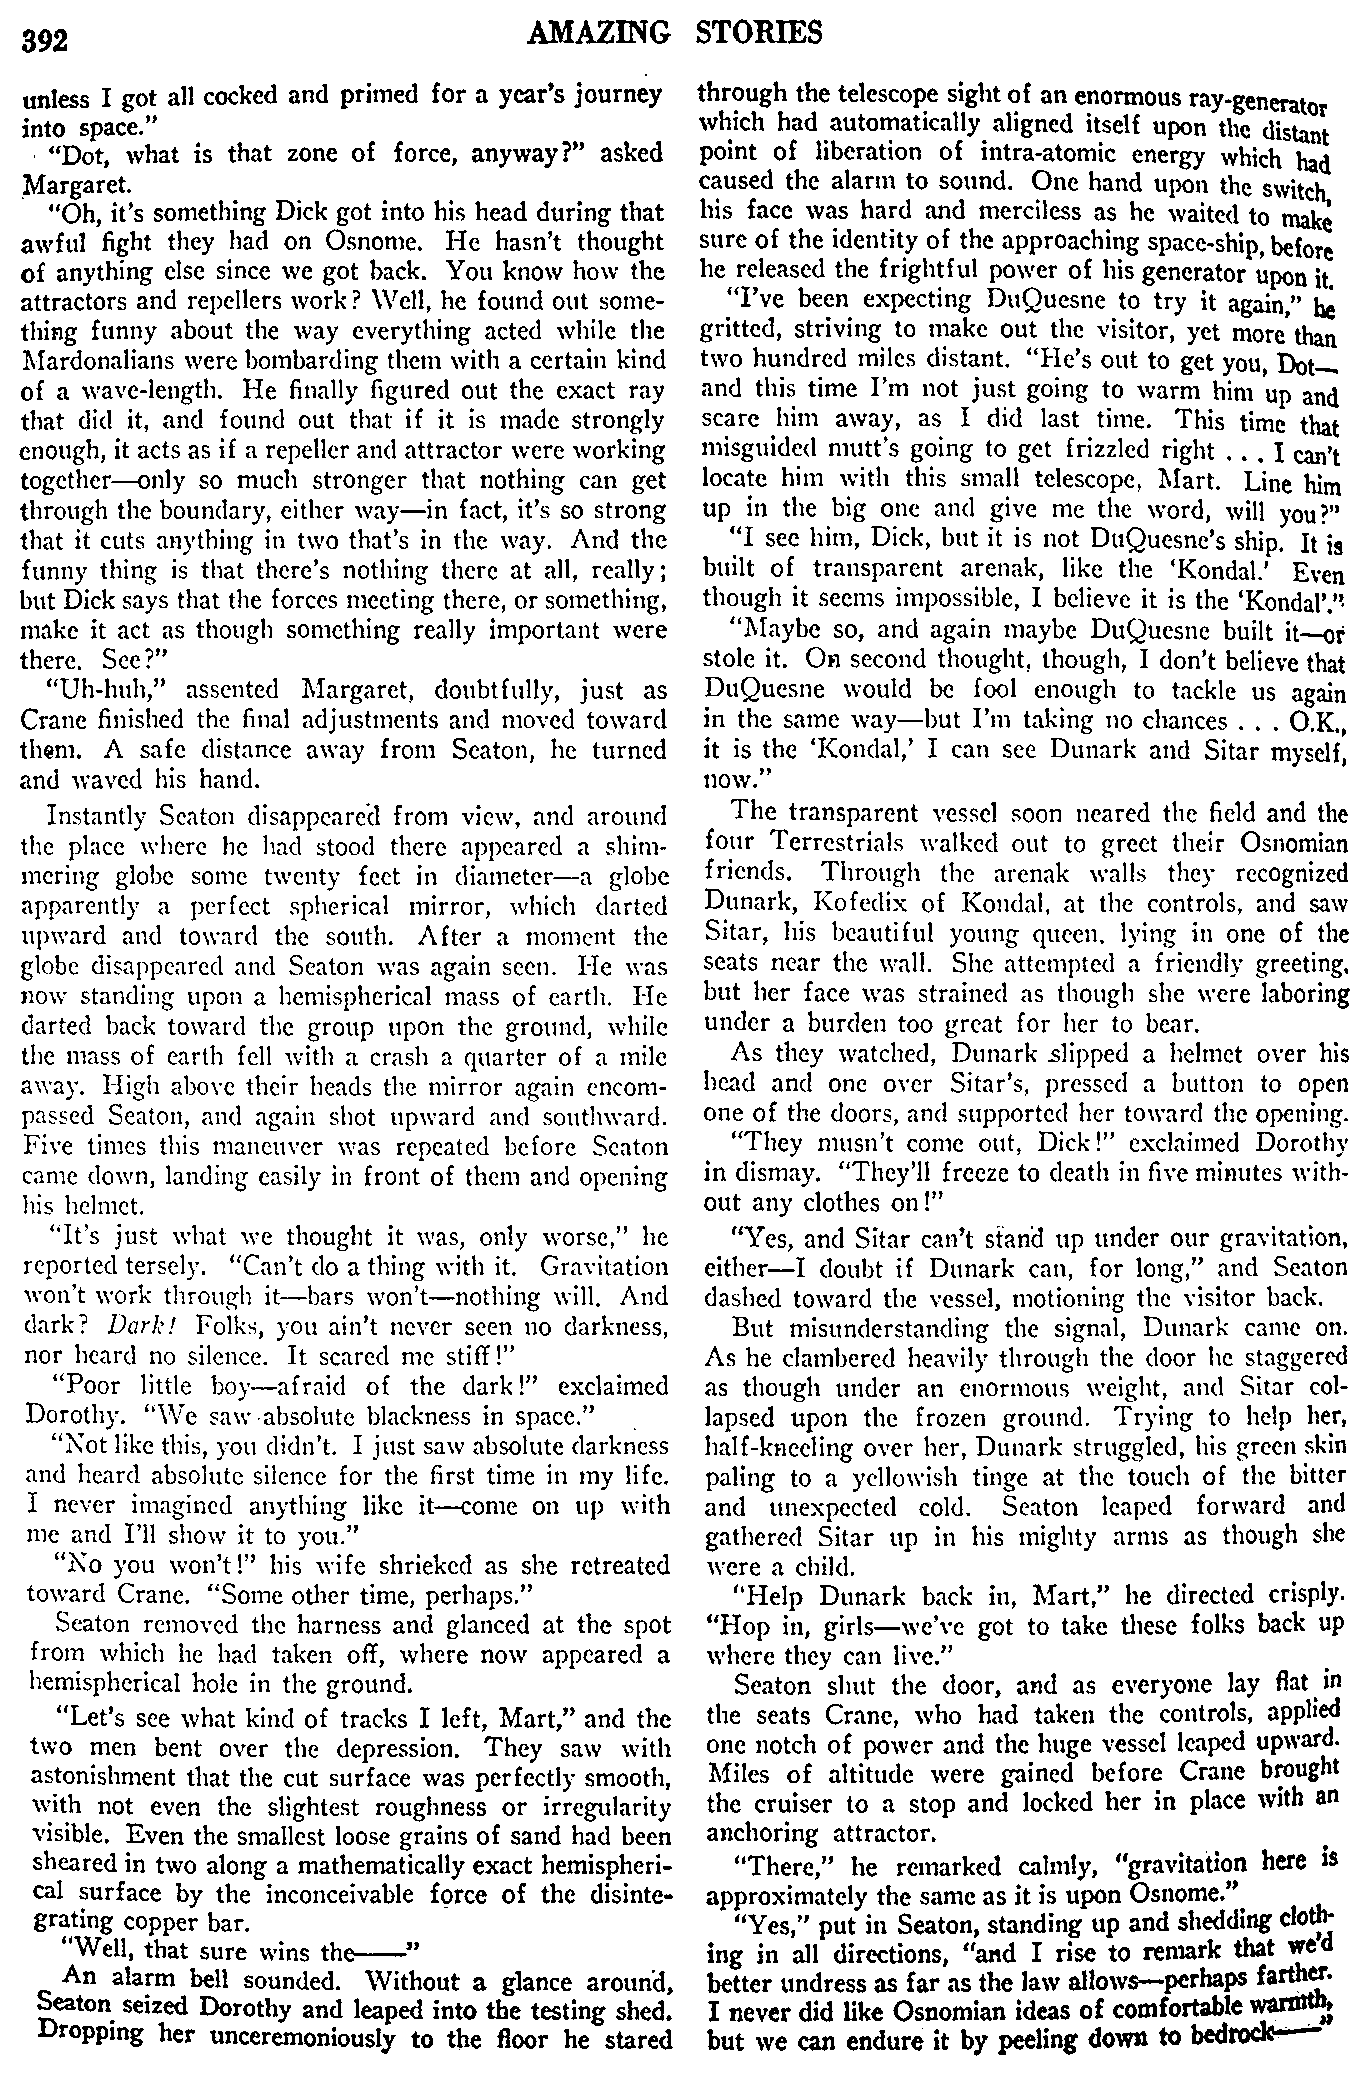 392
AMAZING STORIES
unless I got all cocked and primed for a year's journey
into space."
"Dot, what is that zone of force, anyway?" asked
Margaret.
"Oh, it's something Dick got into his head during that
awful fight they had on Osnome. He hasn't thought
of anything else since we got back. You know how the
attractors and repellers work? Well, he found out some-
thing funny about the way everything acted while the
Mardonalians were bombarding them with a certain kind
of a wave-length. He finally figured out the exact ray
that did it, and found out that if it is made strongly
enough, it acts as if a repeller and attractor were working
together—only so much stronger that nothing can get
through the boundary, either way—in fact, it's so strong
that it cuts anything in two that's in the way. And the
funny thing is that there's nothing there at all, really;
but Dick says that the forces meeting there, or something,
make it act as though something really important were
there. See?"
"Uh-huh," assented Margaret, doubtfully, just as
Crane finished the final adjustments and moved toward
them. A safe distance away from Seaton, he turned
and waved his hand.
Instantly Seaton disappeared from view, and around
the place where he had stood there appeared a shim-
mering globe some twenty feet in diameter—a globe
apparently a perfect spherical mirror, which darted
upward and toward the south. After a moment the
globe disappeared and Seaton was again seen. He was
now standing upon a hemispherical mass of earth. He
darted back toward the group upon the ground, while
the mass of earth fell with a crash a quarter of a mile
away. High above their heads the mirror again encom-
passed Seaton, and again shot upward and southward.
Five times this maneuver was repeated before Seaton
came down, landing easily in front of them and opening
his helmet.
"It's just what we thought it was, only worse," he
reported tersely. "Can't do a thing with it. Gravitation
won't work through it—bars won't—nothing will. And
dark? Dark! Folks, you ain't never seen no darkness,
nor heard no silence. It scared me stiff!"
"Poor little boy—afraid of the dark!" exclaimed
Dorothy. "We saw absolute blackness in space."
"Not like this, you didn't. I just saw absolute darkness
and heard absolute silence for the first time in my life.
I never imagined anything like it—come on up with
me and I'll show it to you."
"No you won't!" his wife shrieked as she retreated
toward Crane. "Some other time, perhaps."
Seaton removed the harness and glanced at the spot
from which he had taken off, where now appeared a
hemispherical hole in the ground.
"Let's see what kind of tracks I left, Mart," and the
two men bent over the depression. They saw with
astonishment that the cut surface was perfectly smooth,
with not even the slightest roughness or irregularity
visible. Even the smallest loose grains of sand had been
sheared in two along a mathematically exact hemispheri-
cal surface by the inconceivable force of the disinte-
grating copper bar.
"Well, that sure wins the——"
An alarm bell sounded. Without a glance around,
Seaton seized Dorothy and leaped into the testing shed.
Dropping her unceremoniously to the floor he stared
through the telescope sight of an enormous ray-generator
which had automatically aligned itself upon the distant
point of liberation of intra-atomic energy which had
caused the alarm to sound. One hand upon the switch,
his face was hard and merciless as he waited to make
sure of the identity of the approaching space-ship, before
he released the frightful power of his generator upon it.
"I've been expecting DuQuesne to try it again," he
gritted, striving to make out the visitor, yet more than
two hundred miles distant. "He's out to get you, Dot—
and this time I'm not just going to warm him up and
scare him away, as I did last time. This time that
misguided mutt's going to get frizzled right . . . I can't
locate him with this small telescope, Mart. Line him
up in the big one and give me the word, will you?"
"I see him, Dick, but it is not DuQuesne's ship. It is
built of transparent arenak, like the 'Kondal.' Even
though it seems impossible, I believe it is the 'Kondal'."
"Maybe so, and again maybe DuQuesne built it—or
stole it. On second thought, though, I don't believe that
DuQuesne would be fool enough to tackle us again
in the same way—but I'm taking no chances . . . O.K.,
it is the 'Kondal,' I can see Dunark and Sitar myself,
now."
The transparent vessel soon neared the field and the
four Terrestrials walked out to greet their Osnomian
friends. Through the arenak walls they recognized
Dunark, Kofedix of Kondal, at the controls, and saw
Sitar, his beautiful young queen, lying in one of the
seats near the wall. She attempted a friendly greeting,
but her face was strained as though she were laboring
under a burden too great for her to bear.
As they watched, Dunark slipped a helmet over his
head and one over Sitar's, pressed a button to open
one of the doors, and supported her toward the opening.
"They musn't come out, Dick!" exclaimed Dorothy
in dismay. "They'll freeze to death in five minutes with-
out any clothes on!"
"Yes, and Sitar can't stand up under our gravitation,
either—I doubt if Dunark can, for long," and Seaton
dashed toward the vessel, motioning the visitor back.
But misunderstanding the signal, Dunark came on.
As he clambered heavily through the door he staggered
as though under an enormous weight, and Sitar col-
lapsed upon the frozen ground. Trying to help her,
half-kneeling over her, Dunark struggled, his green skin
paling to a yellowish tinge at the touch of the bitter
and unexpected cold. Seaton leaped forward and
gathered Sitar up in his mighty arms as though she
were a child.
"Help Dunark back in, Mart," he directed crisply.
"Hop in, girls—we've got to take these folks back up
where they can live."
Seaton shut the door, and as everyone lay flat in
the seats Crane, who had taken the controls, applied
one notch of power and the huge vessel leaped upward.
Miles of altitude were gained before Crane brought
the cruiser to a stop and locked her in place with an
anchoring attractor.
"There," he remarked calmly, "gravitation here is
approximately the same as it is upon Osnome."
"Yes," put in Seaton, standing up and shedding cloth-
ing in all directions, "and I rise to remark that we'd
better undress as far as the law allows—perhaps farther.
I never did like Osnomian ideas of comfortable warmth,
but we can endure it by peeling down to bedrock——"